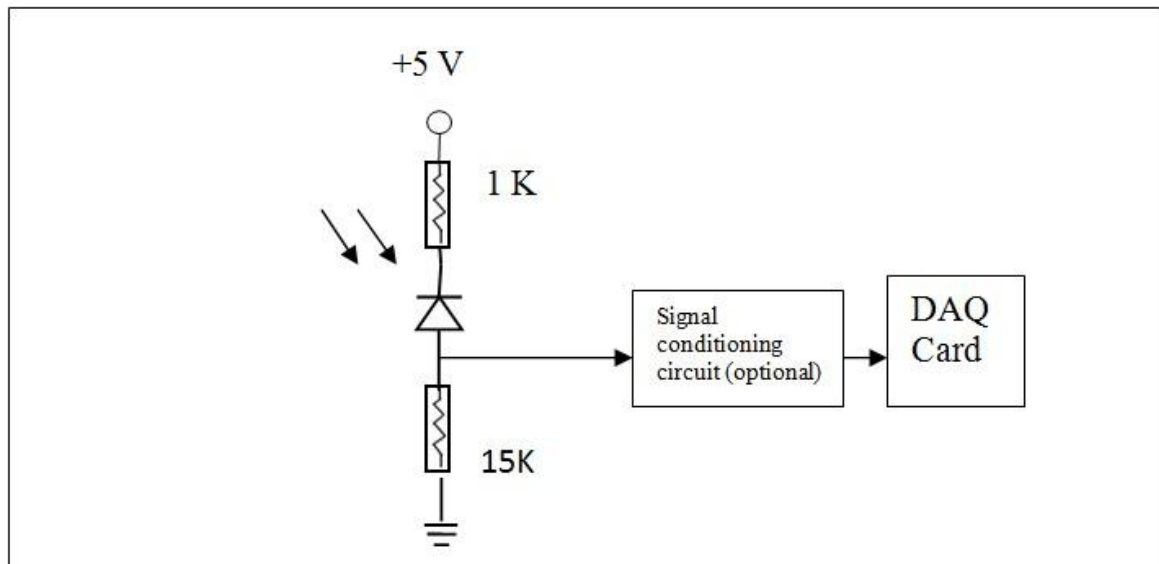 +5 V
1 K
Signal
conditioning
circuit (optional)
DAQ
Card
15K